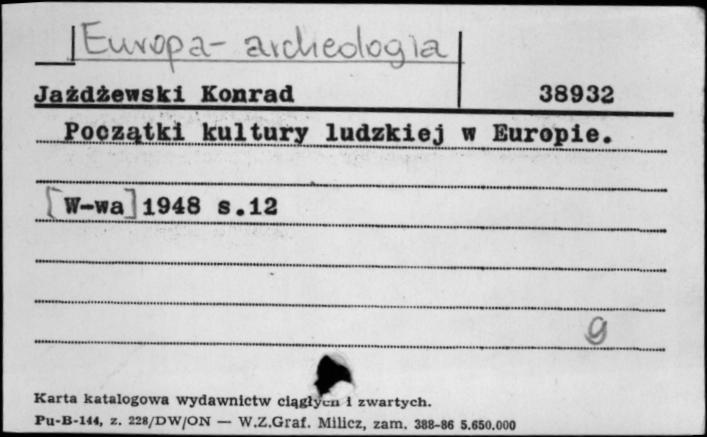 Europa - archeologia
Jażdżewski Konrad 38932
Początki kultury ludzkiej w Europie.
[W-wa] 1948 s.12
g
Karta katalogowa wydawnictw ciągłych i zwartych.
Pu-B-144, z. 228/DW/ON — W.Z.Graf. Milicz, zam. 388-86 5.650.000